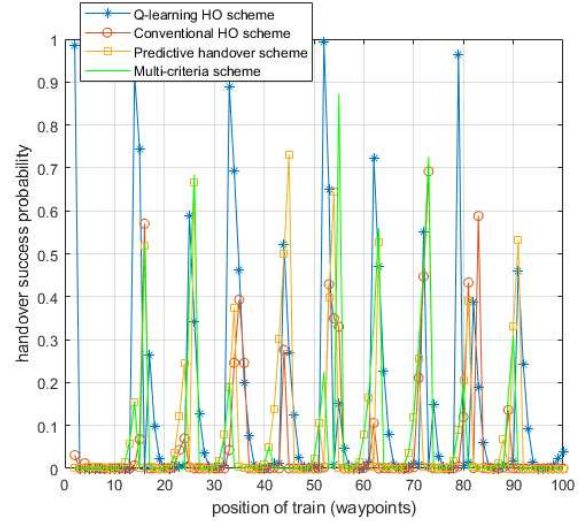 Q-learning HO scheme
Conventional HO scheme
Predictive handover scheme
Multi-criteria scheme
1
0.9
0.8
0.7
0.6
0.5
0.4
0.3
0.2
0.1
0
handover success probability
0 10 20 30 40 50 60 70 80 90 100
position of train (waypoints)